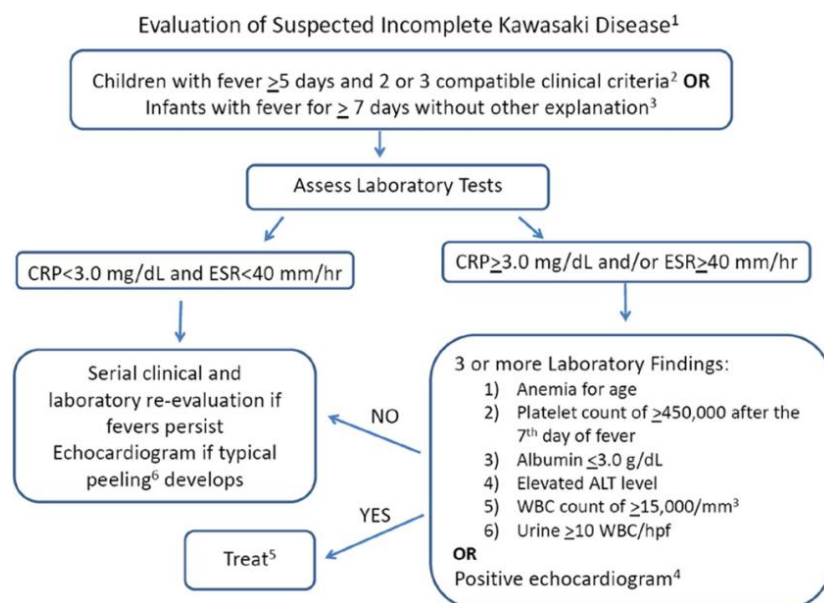 Evaluation of Suspected Incomplete Kawasaki Disease¹
Children with fever ≥5 days and 2 or 3 compatible clinical criteria² OR
Infants with fever for ≥ 7 days without other explanation³
Assess Laboratory Tests
CRP<3.0 mg/dL and ESR<40 mm/hr
CRP≥3.0 mg/dL and/or ESR≥40 mm/hr
Serial clinical and
laboratory re-evaluation if
fevers persist
Echocardiogram if typical
peeling⁶ develops
NO
YES
Treat⁵
3 or more Laboratory Findings:
1) Anemia for age
2) Platelet count of ≥450,000 after the
7th day of fever
3) Albumin ≤3.0 g/dL
4) Elevated ALT level
5) WBC count of ≥15,000/mm³
6) Urine ≥10 WBC/hpf
OR
Positive echocardiogram⁴